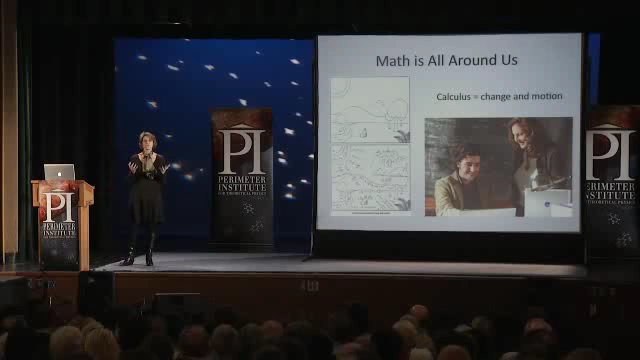 Math is All Around Us
Calculus = change and motion
PI
PERIMETER
INSTITUTE
FOR THEORETICAL PHYSICS
PI
PERIMETER
INSTITUTE
PI
PERIMETER
INSTITUTE